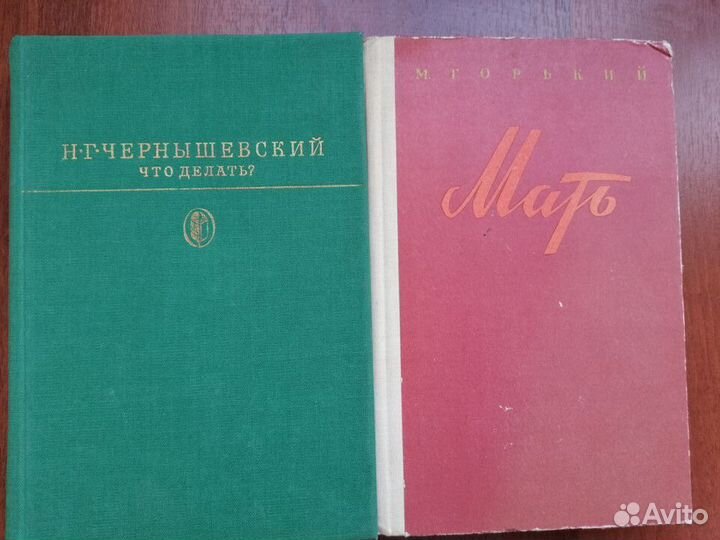 Н·Г·ЧЕРНЫШЕВСКИЙ
ЧТО ДЕЛАТЬ?
М. ГОРЬКИЙ
Мать
Avito